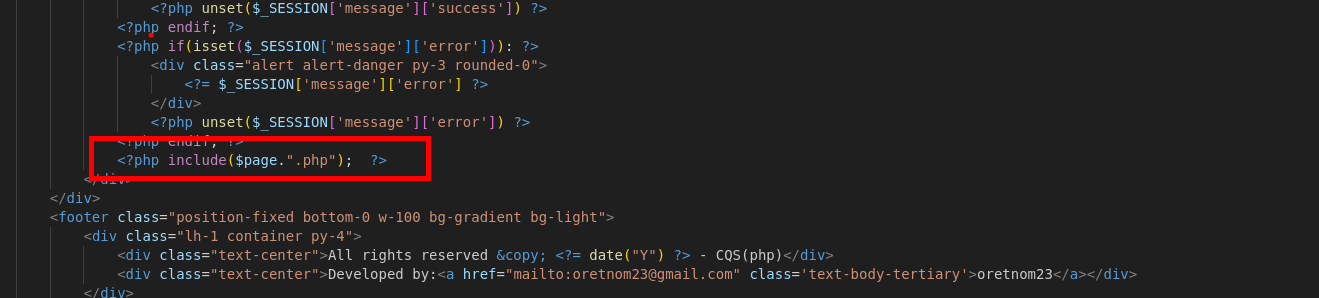 <?php unset($_SESSION['message']['success']) ?>
<?php endif; ?>
<?php if(isset($_SESSION['message']['error'])): ?>
<div class="alert alert-danger py-3 rounded-0">
<?= $_SESSION['message']['error'] ?>
</div>
<?php unset($_SESSION['message']['error']) ?>
<?php endif; ?>
<?php include($page.".php");  ?>
</div>
</div>
<footer class="position-fixed bottom-0 w-100 bg-gradient bg-light">
<div class="lh-1 container py-4">
<div class="text-center">All rights reserved &copy; <?= date("Y") ?> - CQS(php)</div>
<div class="text-center">Developed by:<a href="mailto:oretnom23@gmail.com" class='text-body-tertiary'>oretnom23</a></div>
</div>